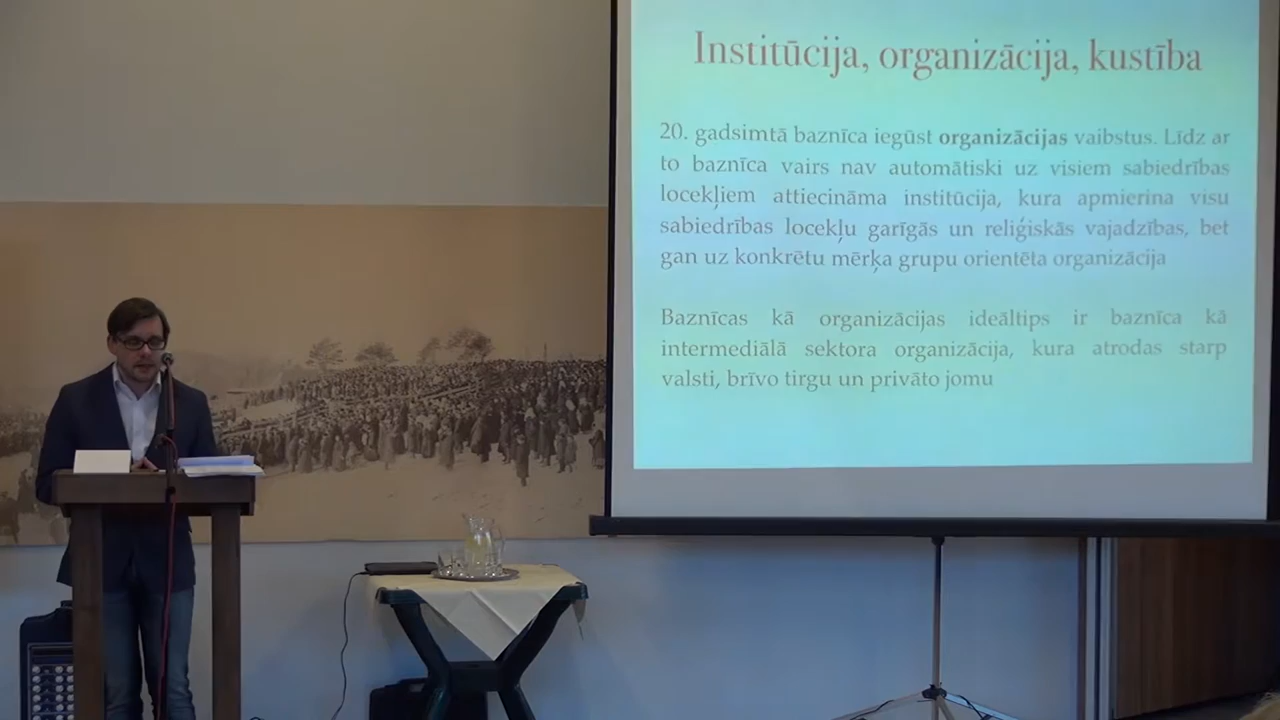 Institūcija, organizācija, kustība
20. gadsimtā baznīca iegūst organizācijas vaibstus. Līdz ar
to baznīca vairs nav automātiski uz visiem sabiedrības
locekļiem attiecināma institūcija, kura apmierina visu
sabiedrības locekļu garīgās un reliģiskās vajadzības, bet
gan uz konkrētu mērķa grupu orientēta organizācija
Baznīcas kā organizācijas ideāltips ir baznīca kā
intermediālā sektora organizācija, kura atrodas starp
valsti, brīvo tirgu un privāto jomu